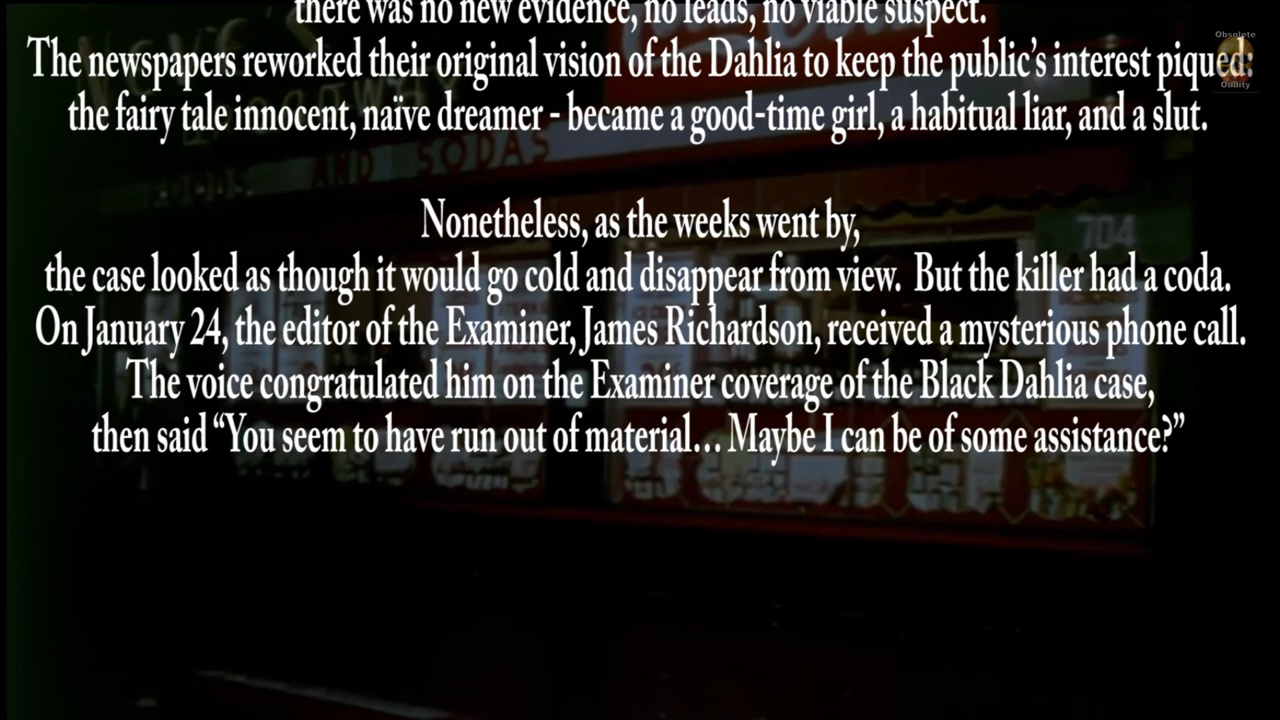 there was no new evidence, no leads, no viable suspect.
The newspapers reworked their original vision of the Dahlia to keep the public’s interest piqued:
the fairy tale innocent, naïve dreamer - became a good-time girl, a habitual liar, and a slut.
Nonetheless, as the weeks went by,
the case looked as though it would go cold and disappear from view. But the killer had a coda.
On January 24, the editor of the Examiner, James Richardson, received a mysterious phone call.
The voice congratulated him on the Examiner coverage of the Black Dahlia case,
then said “You seem to have run out of material… Maybe I can be of some assistance?”
Obsolete
Oddity
AND SODAS
704